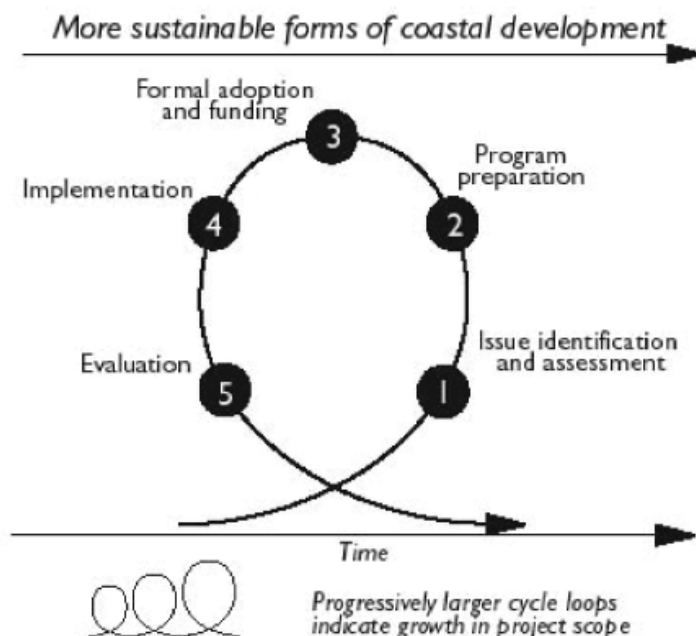 More sustainable forms of coastal development
Formal adoption
and funding
3
Program
preparation
Implementation
4
2
Issue identification
and assessment
Evaluation
5
1
Time
Progressively larger cycle loops
indicate growth in project scope